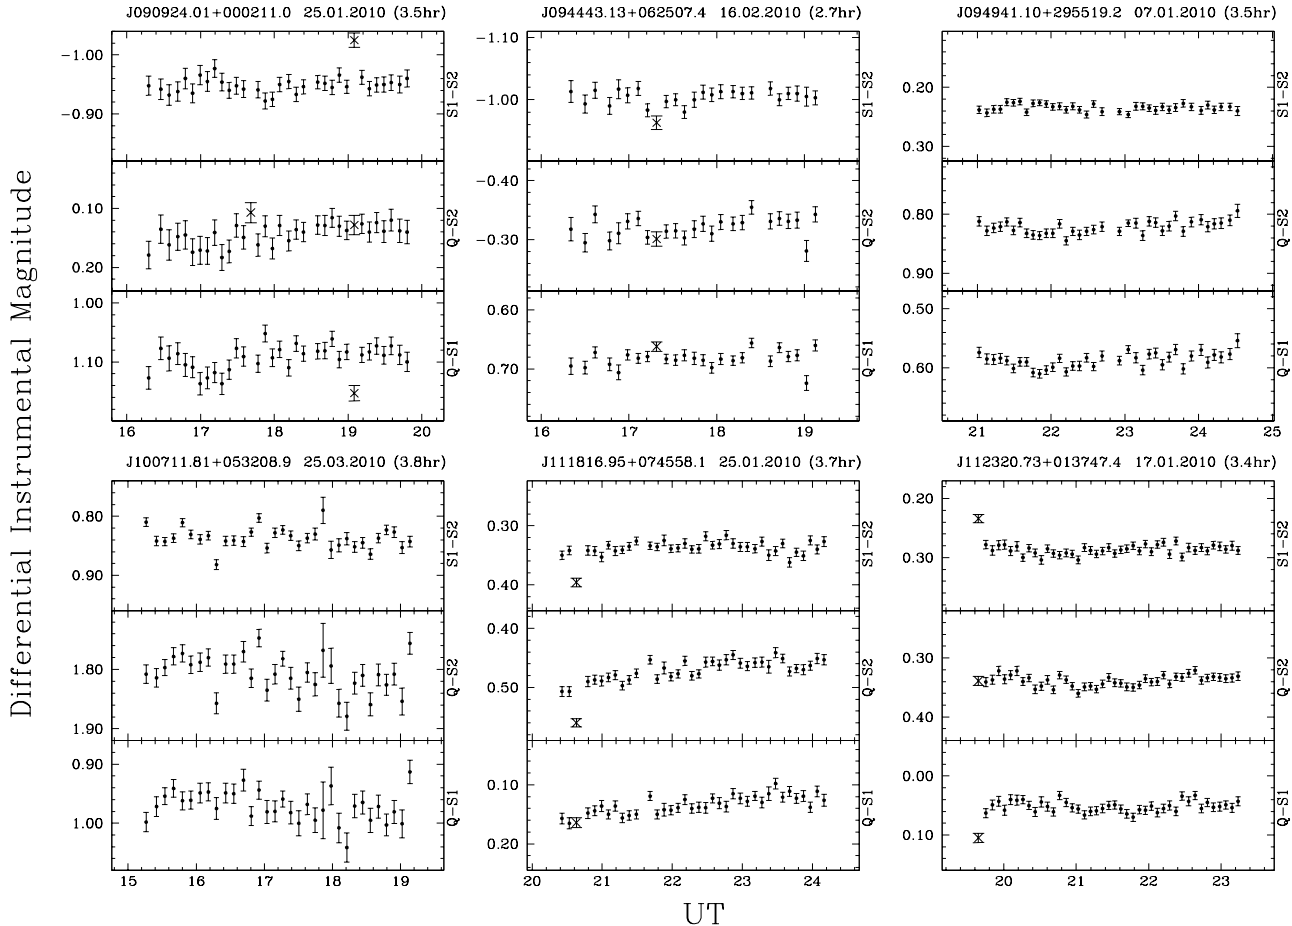 J090924.01+000211.0 25.01.2010 (3.5hr)
J094443.13+062507.4 16.02.2010 (2.7hr)
J094941.10+295519.2 07.01.2010 (3.5hr)
Differential Instrumental Magnitude
−1.00
−0.90
S1−S2
0.10
0.20
Q−S2
1.00
1.10
Q−S1
16 17 18 19 20
−1.10
−1.00
S1−S2
−0.40
−0.30
Q−S2
0.60
0.70
Q−S1
16 17 18 19
0.20
0.30
S1−S2
0.80
0.90
Q−S2
0.50
0.60
Q−S1
21 22 23 24 25
J100711.81+053208.9 25.03.2010 (3.8hr)
J111816.95+074558.1 25.01.2010 (3.7hr)
J112320.73+013747.4 17.01.2010 (3.4hr)
0.80
0.90
S1−S2
1.80
1.90
Q−S2
0.90
1.00
Q−S1
15 16 17 18 19
0.30
0.40
S1−S2
0.40
0.50
Q−S2
0.10
0.20
Q−S1
20 21 22 23 24
0.20
0.30
S1−S2
0.30
0.40
Q−S2
0.00
0.10
Q−S1
20 21 22 23
UT